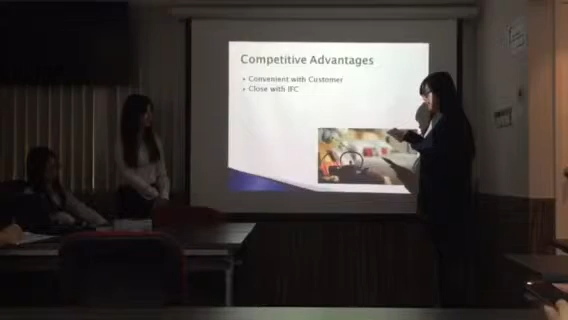 Competitive Advantages
• Convenient with Customer
• Close with IFC